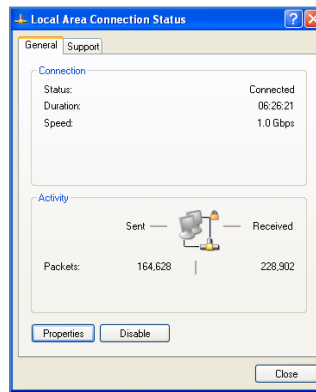 Local Area Connection Status
General Support
Connection
Status: Connected
Duration: 06:26:21
Speed: 1.0 Gbps
Activity
Sent — — Received
Packets: 164,628 | 228,902
Properties Disable
Close